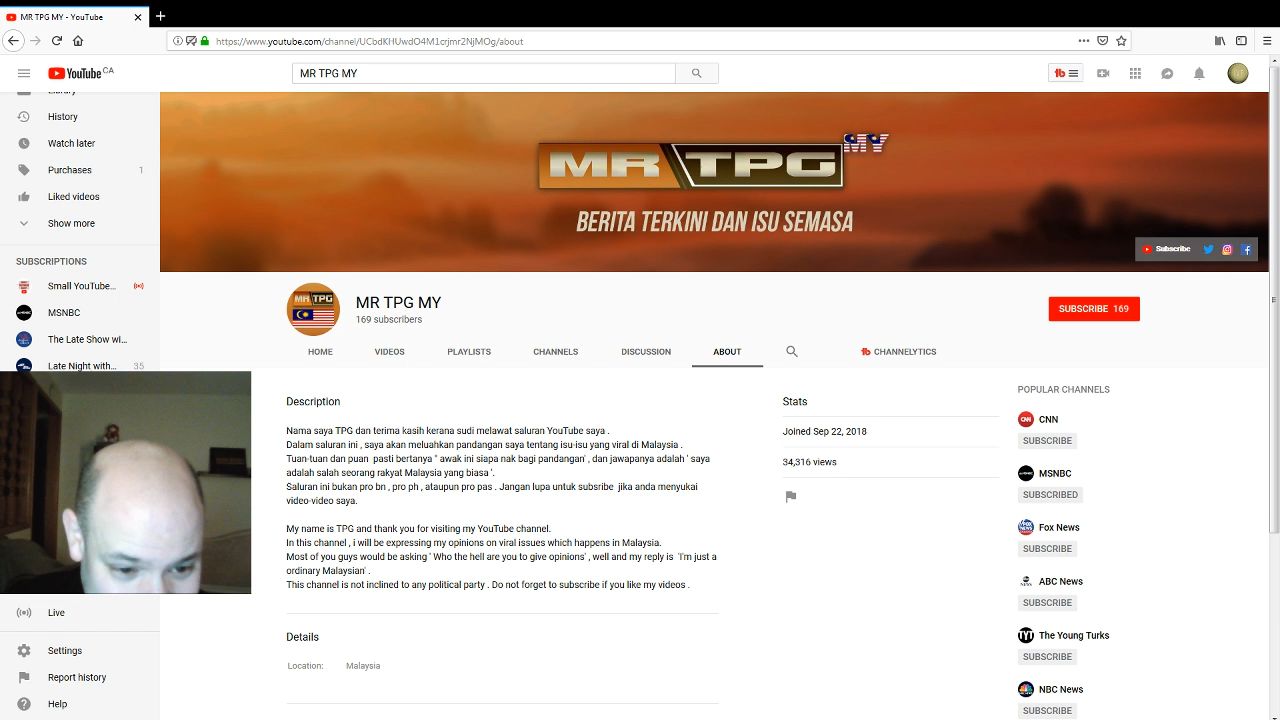 MR TPG MY - YouTube
https://www.youtube.com/channel/UCbdKHUwdO4M1crjmr2NjMOg/about
YouTube CA
MR TPG MY
Library
History
Watch later
Purchases 1
Liked videos
Show more
SUBSCRIPTIONS
Small YouTube...
MSNBC
The Late Show wi...
Late Night with... 35
Live
Settings
Report history
Help
MR TPG MY
BERITA TERKINI DAN ISU SEMASA
Subscribe
MR TPG
MR TPG MY
169 subscribers
SUBSCRIBE 169
HOME VIDEOS PLAYLISTS CHANNELS DISCUSSION ABOUT CHANNELYTICS
Description
Nama saya TPG dan terima kasih kerana sudi melawat saluran YouTube saya .
Dalam saluran ini , saya akan meluahkan pandangan saya tentang isu-isu yang viral di Malaysia .
Tuan-tuan dan puan  pasti bertanya " awak ini siapa nak bagi pandangan' , dan jawapanya adalah ' saya
adalah salah seorang rakyat Malaysia yang biasa '.
Saluran ini bukan pro bn , pro ph , ataupun pro pas . Jangan lupa untuk subsribe  jika anda menyukai
video-video saya.
My name is TPG and thank you for visiting my YouTube channel.
In this channel , i will be expressing my opinions on viral issues which happens in Malaysia.
Most of you guys would be asking ' Who the hell are you to give opinions' , well and my reply is  'I'm just a
ordinary Malaysian' .
This channel is not inclined to any political party . Do not forget to subscribe if you like my videos .
Details
Location: Malaysia
Stats
Joined Sep 22, 2018
34,316 views
POPULAR CHANNELS
CNN
SUBSCRIBE
MSNBC
SUBSCRIBED
Fox News
SUBSCRIBE
ABC News
SUBSCRIBE
TYT The Young Turks
SUBSCRIBE
NBC News
SUBSCRIBE